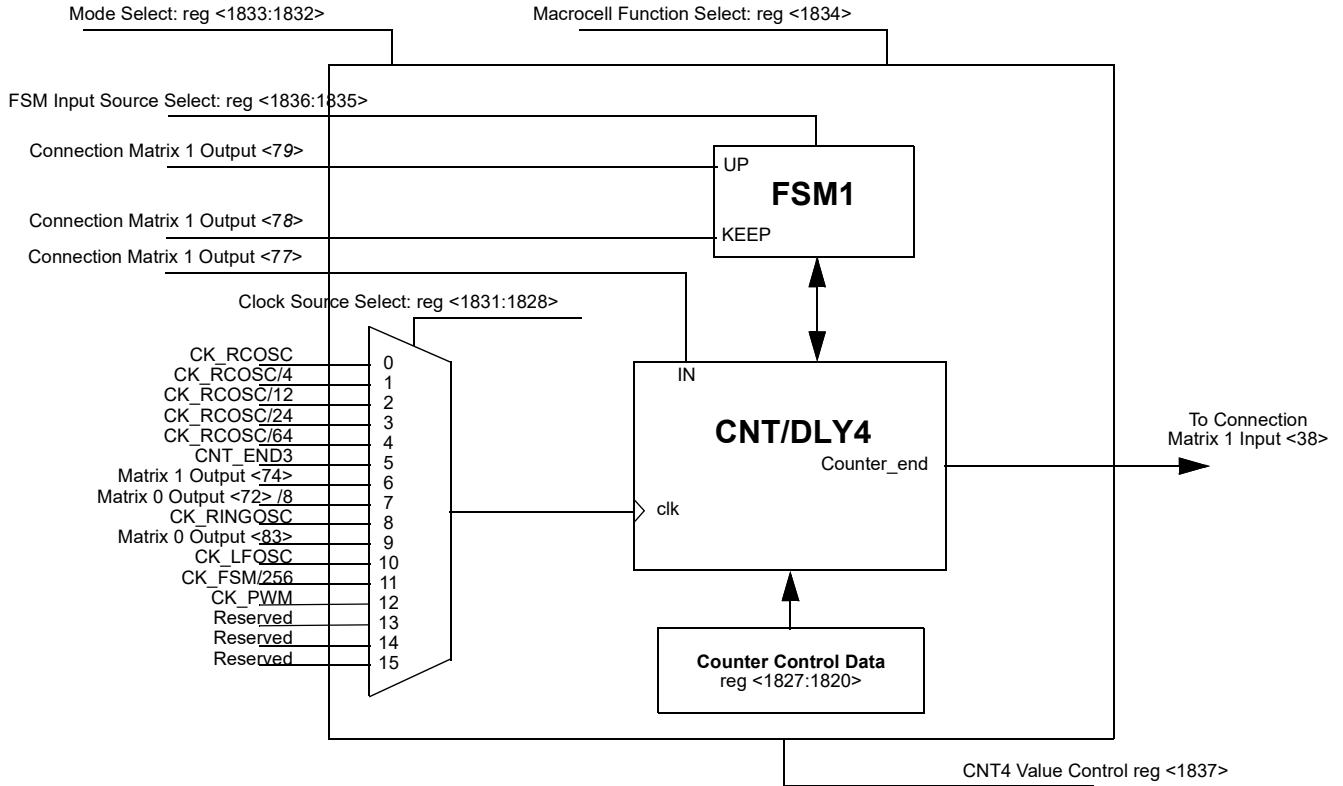 Mode Select: reg <1833:1832>
Macrocell Function Select: reg <1834>
FSM Input Source Select: reg <1836:1835>
Connection Matrix 1 Output <79>
UP
FSM1
Connection Matrix 1 Output <78>
KEEP
Connection Matrix 1 Output <77>
Clock Source Select: reg <1831:1828>
CK_RCOSC 0
CK_RCOSC/4 1
CK_RCOSC/12 2
CK_RCOSC/24 3
CK_RCOSC/64 4
CNT_END3 5
Matrix 1 Output <74> 6
Matrix 0 Output <72> /8 7
CK_RINGOSC 8
Matrix 0 Output <83> 9
CK_LFOSC 10
CK_FSM/256 11
CK_PWM 12
Reserved 13
Reserved 14
Reserved 15
IN
CNT/DLY4
Counter_end
clk
To Connection
Matrix 1 Input <38>
Counter Control Data
reg <1827:1820>
CNT4 Value Control reg <1837>